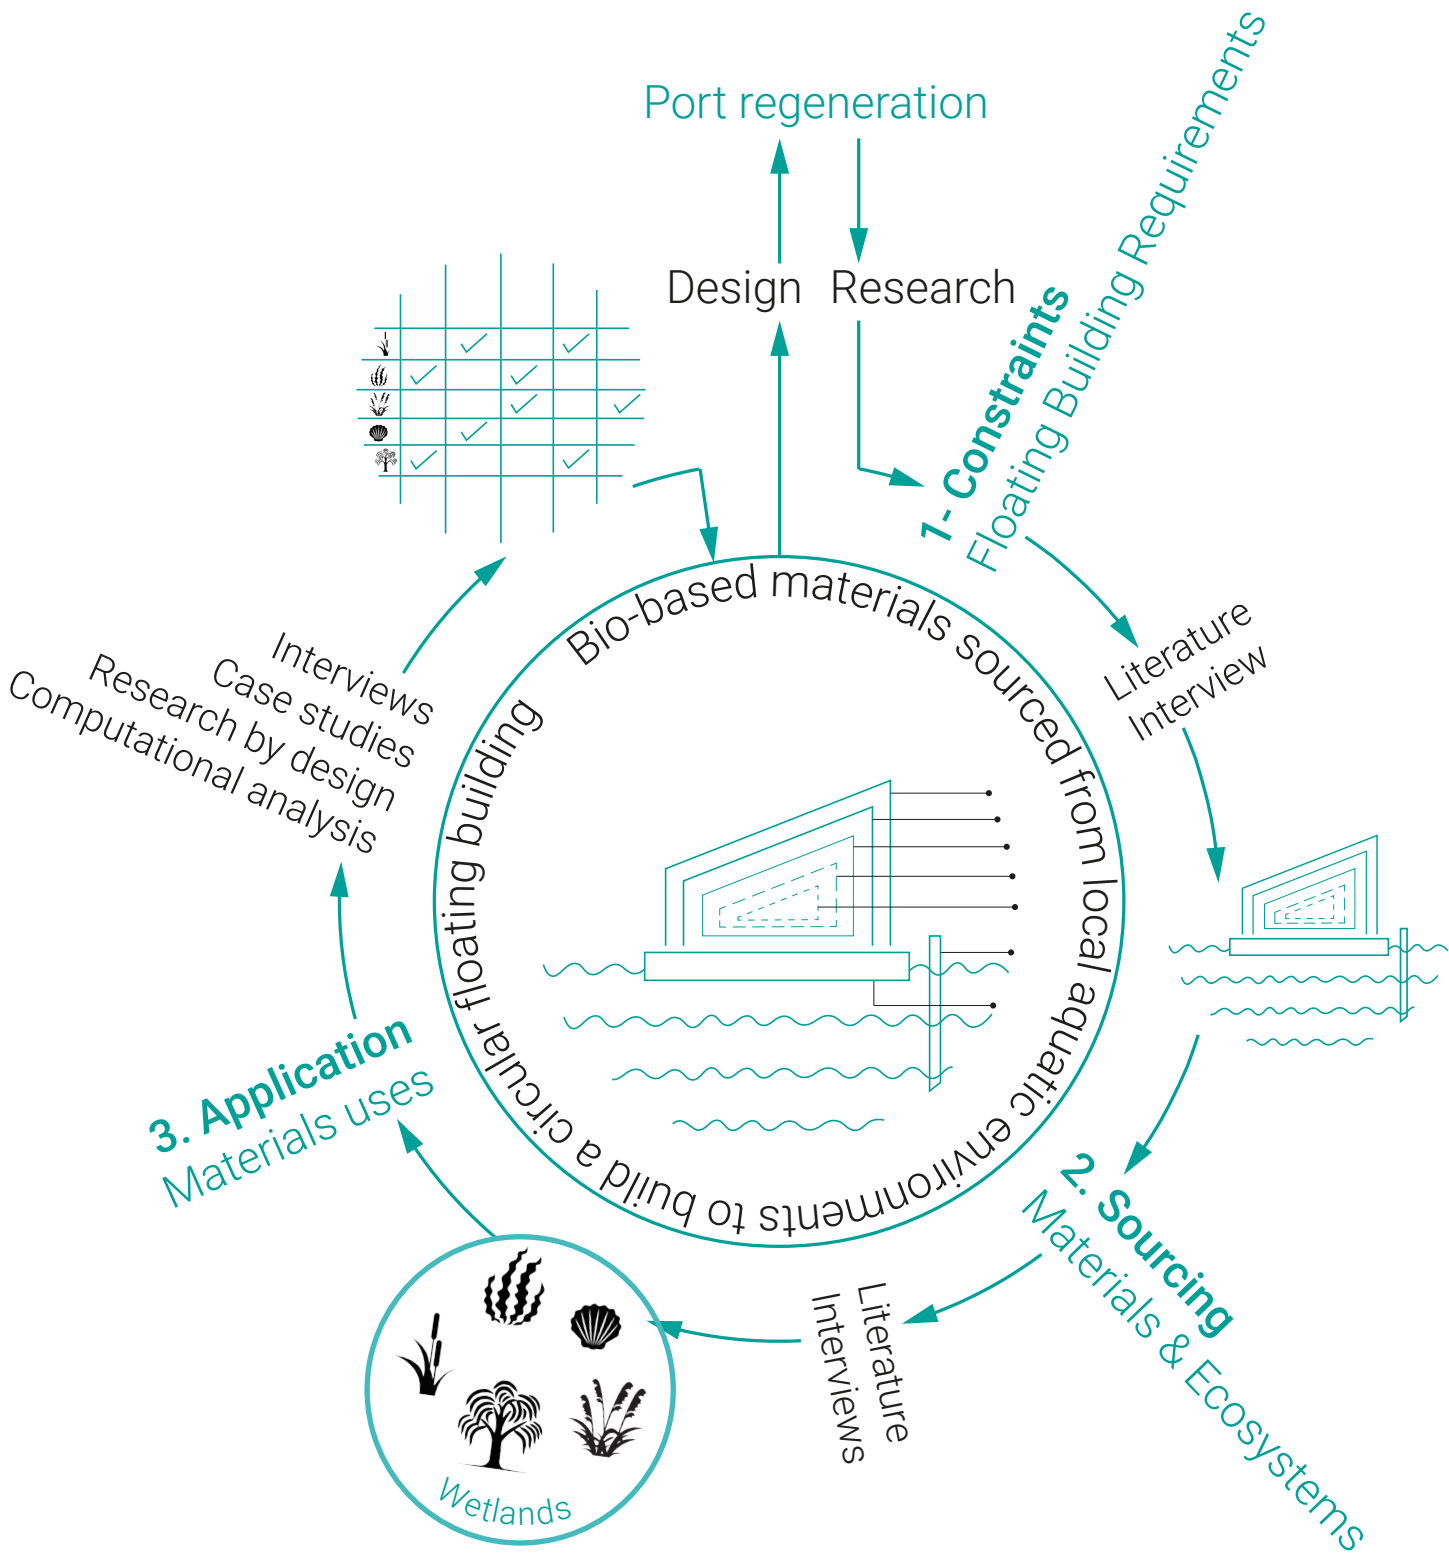 Port regeneration
Design
Research
1- Constraints
Floating Building Requirements
Literature
Interview
2. Sourcing
Materials & Ecosystems
Literature
Interviews
Wetlands
3. Application
Materials uses
Interviews
Case studies
Research by design
Computational analysis
Bio-based materials sourced from local aquatic environments to build a circular floating building